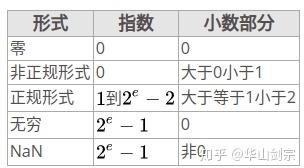 形式 指数 小数部分
零 0 0
非正规形式 0 大于0小于1
正规形式 1到2^e − 2 大于等于1小于2
无穷 2^e − 1 0
NaN 2^e − 1 非0
知乎 @华山剑宗